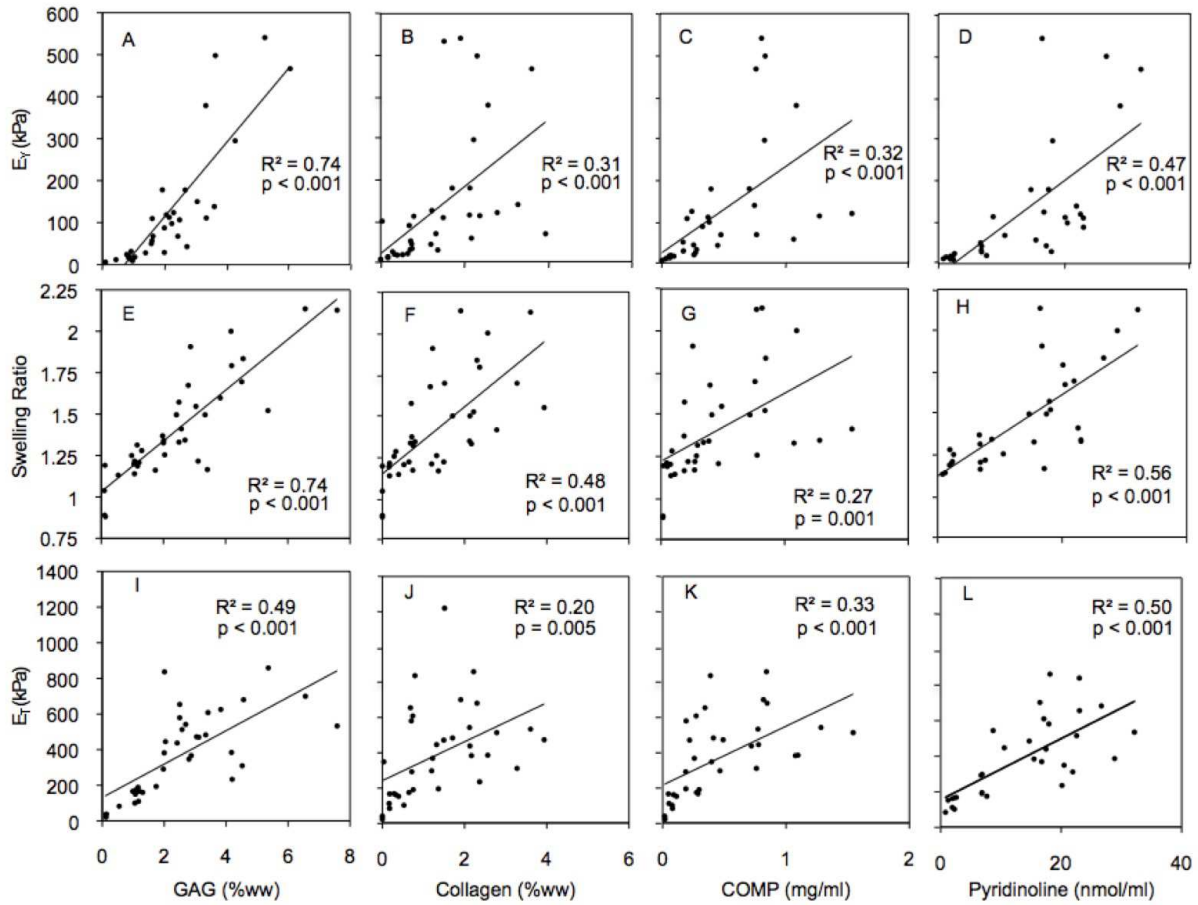 600
500
400
300
200
100
0
E_Y (kPa)
A
R² = 0.74
p < 0.001
B
R² = 0.31
p < 0.001
C
R² = 0.32
p < 0.001
D
R² = 0.47
p < 0.001
2.25
2
1.75
1.5
1.25
1
0.75
Swelling Ratio
E
R² = 0.74
p < 0.001
F
R² = 0.48
p < 0.001
G
R² = 0.27
p = 0.001
H
R² = 0.56
p < 0.001
1400
1200
1000
800
600
400
200
0
E_T (kPa)
I
R² = 0.49
p < 0.001
J
R² = 0.20
p = 0.005
K
R² = 0.33
p < 0.001
L
R² = 0.50
p < 0.001
0 2 4 6 8
GAG (%ww)
0 2 4 6
Collagen (%ww)
0 1 2
COMP (mg/ml)
0 20 40
Pyridinoline (nmol/ml)